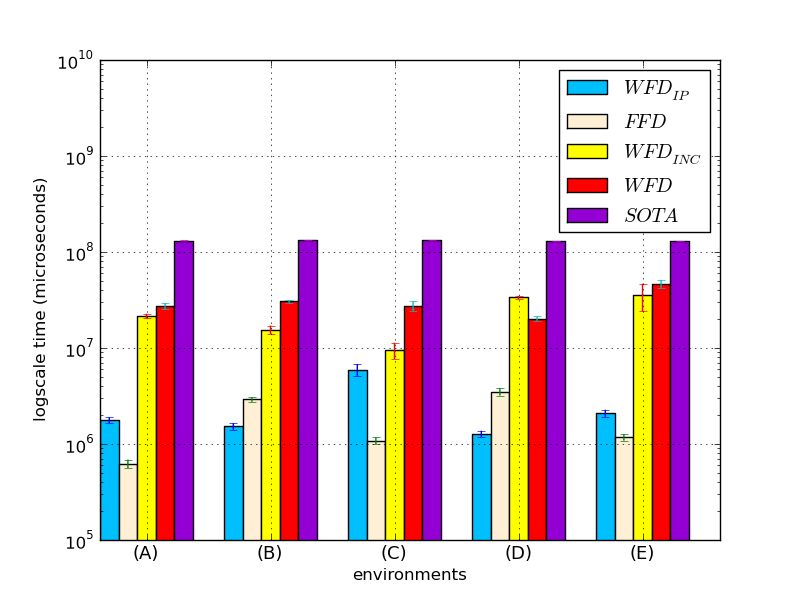 10^10
10^9
10^8
10^7
10^6
10^5
logscale time (microseconds)
WFD_IP
FFD
WFD_INC
WFD
SOTA
(A) (B) (C) (D) (E)
environments